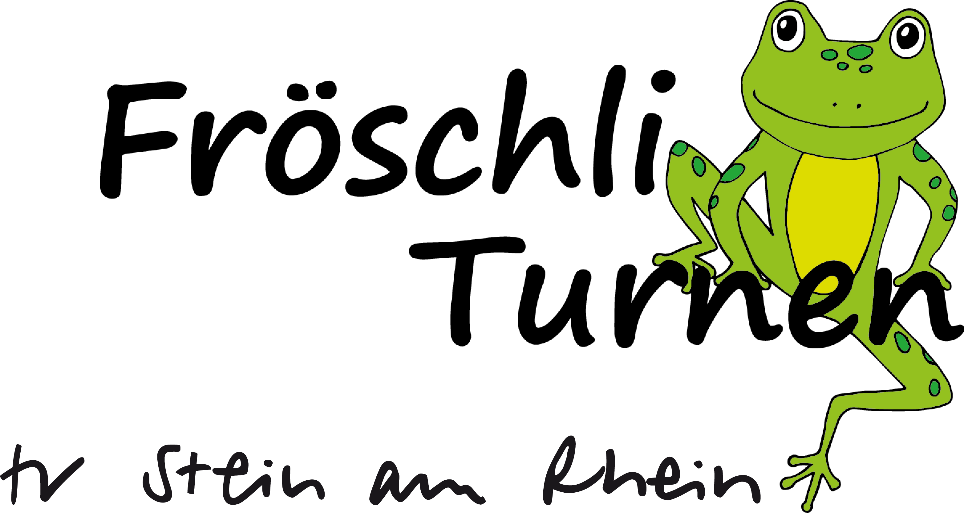 Fröschli
Turnen
tv Stein am Rhein